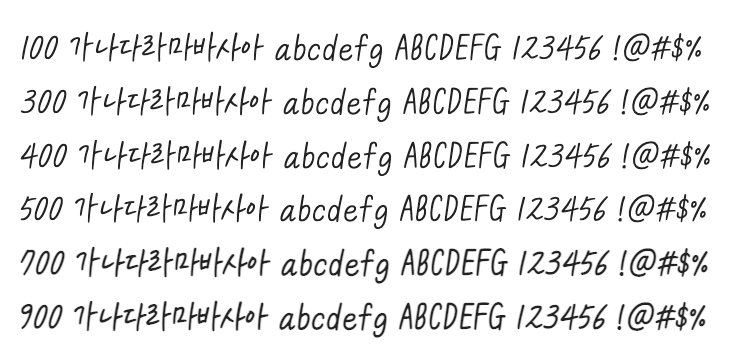 100 가나다라마바사아 abcdefg ABCDEFG 123456 !@#$%
300 가나다라마바사아 abcdefg ABCDEFG 123456 !@#$%
400 가나다라마바사아 abcdefg ABCDEFG 123456 !@#$%
500 가나다라마바사아 abcdefg ABCDEFG 123456 !@#$%
700 가나다라마바사아 abcdefg ABCDEFG 123456 !@#$%
900 가나다라마바사아 abcdefg ABCDEFG 123456 !@#$%